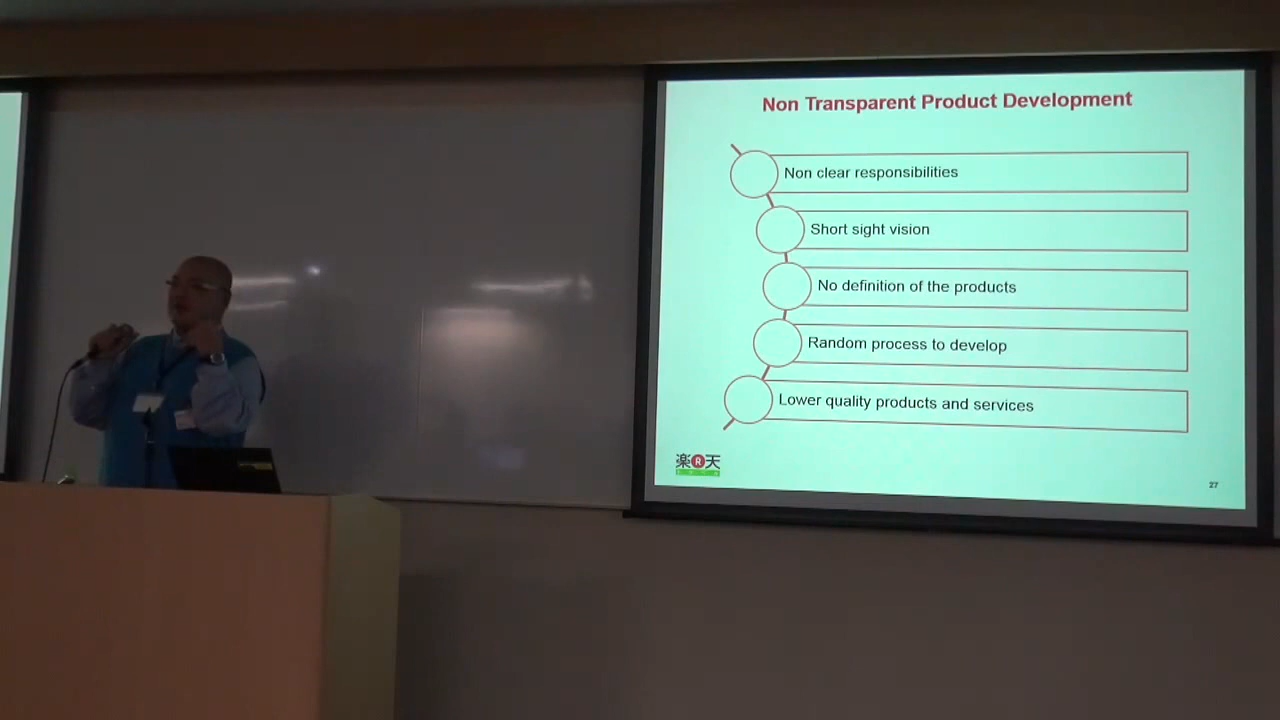 Non Transparent Product Development
Non clear responsibilities
Short sight vision
No definition of the products
Random process to develop
Lower quality products and services
楽R天
27